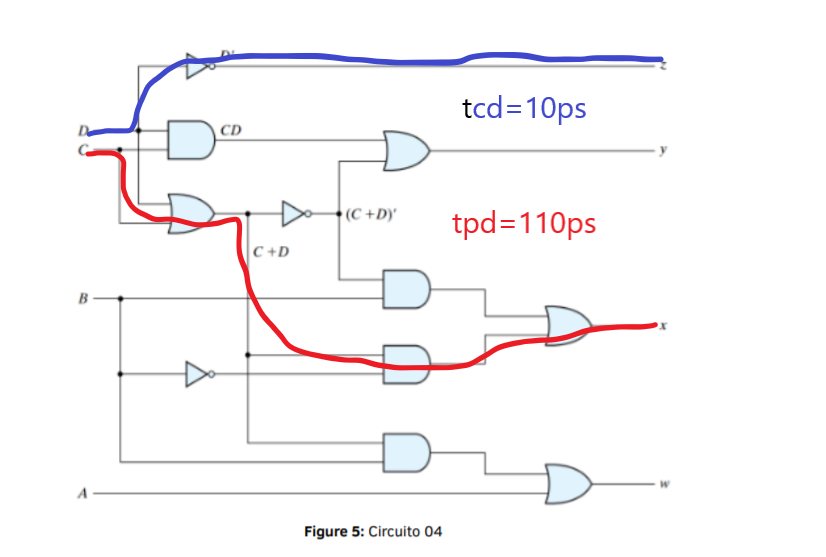 D'
z
tcd=10ps
D
CD
C
y
(C +D)'
tpd=110ps
C +D
B
x
A
w
Figure 5: Circuito 04